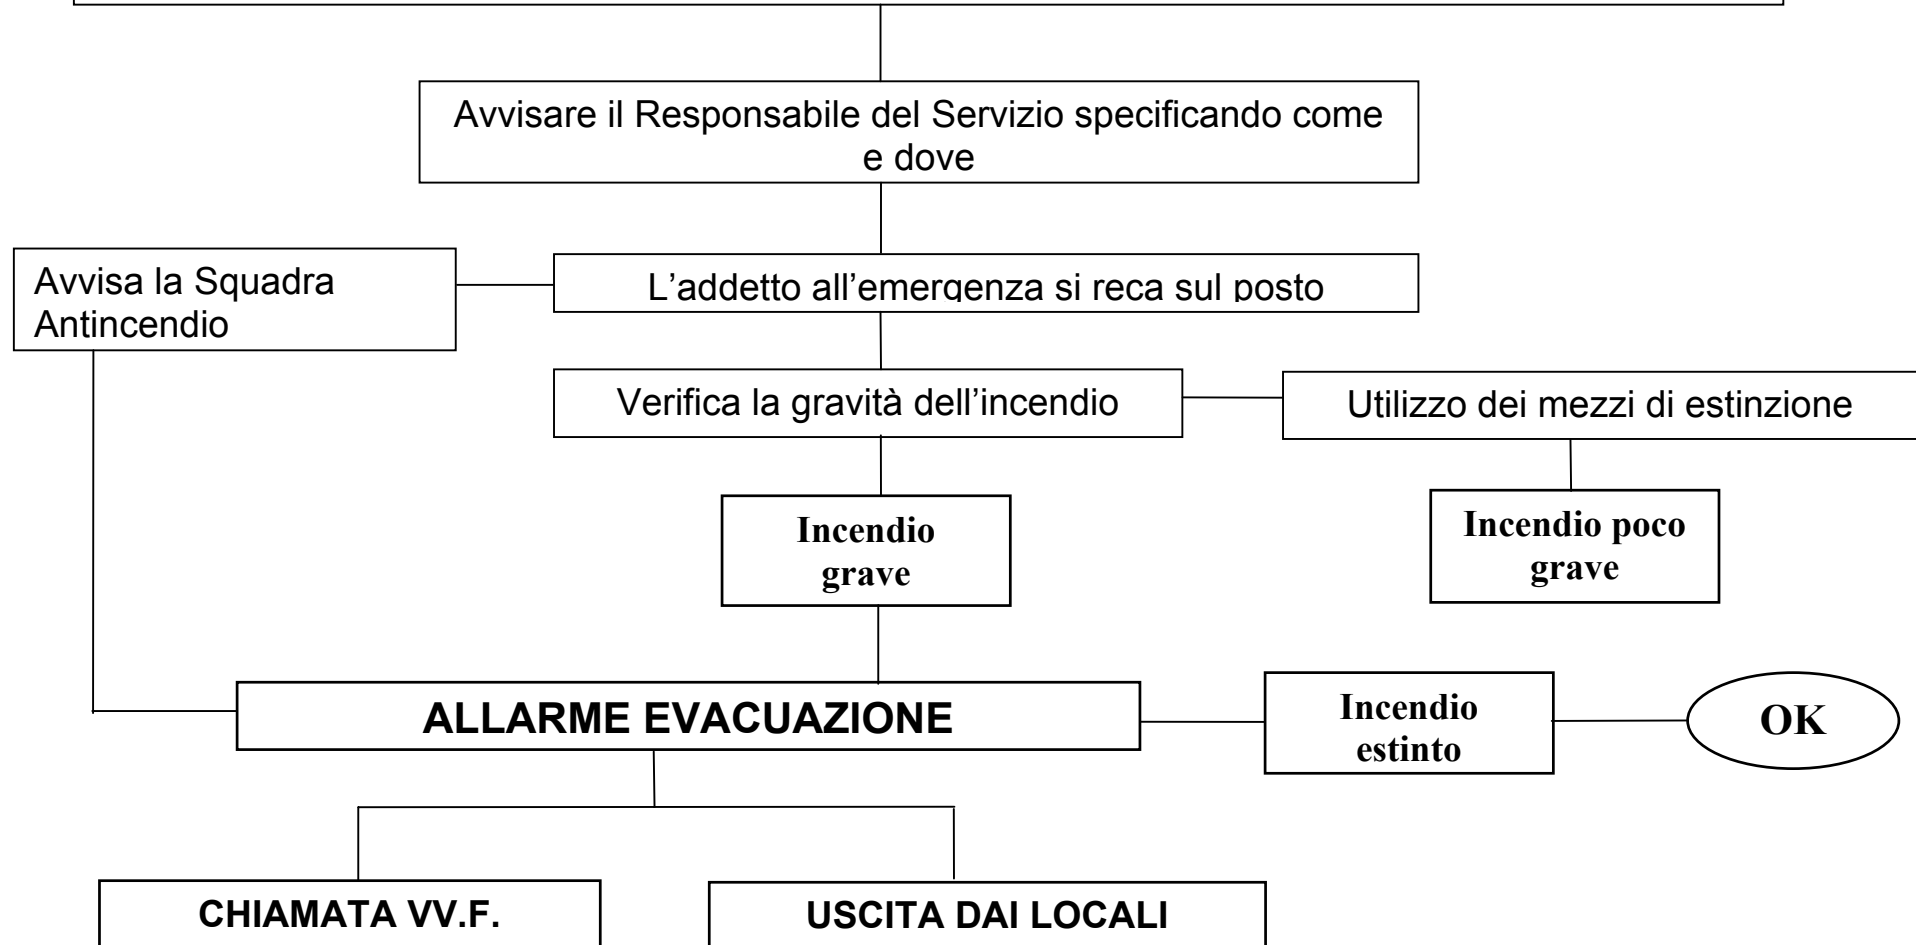 Avvisare il Responsabile del Servizio specificando come
e dove
Avvisa la Squadra
Antincendio
L’addetto all’emergenza si reca sul posto
Verifica la gravità dell’incendio
Utilizzo dei mezzi di estinzione
Incendio
grave
Incendio poco
grave
ALLARME EVACUAZIONE
Incendio
estinto
OK
CHIAMATA VV.F.
USCITA DAI LOCALI